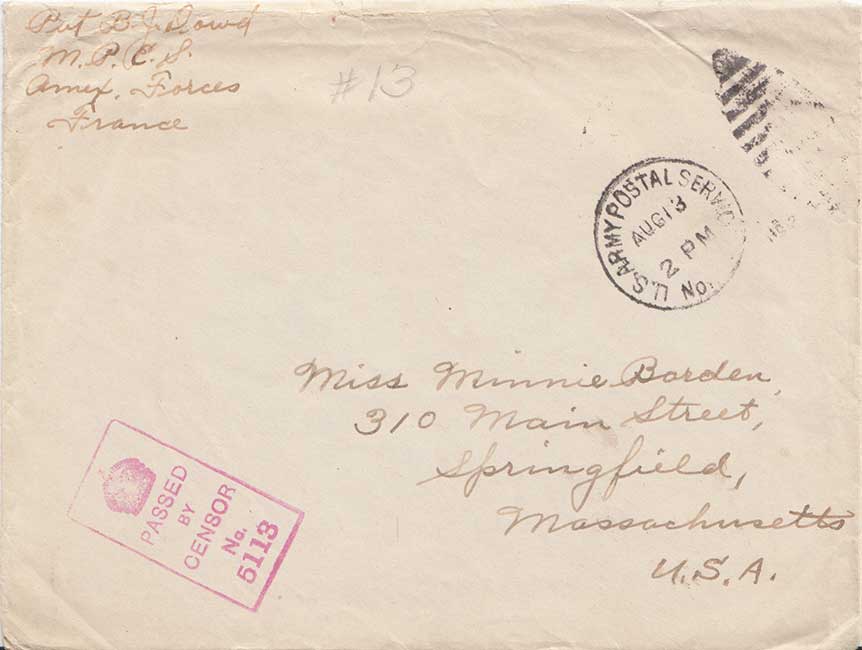 Pvt B. J. Dowd
M. P. C. S.
Amex. Forces
France
#13
U.S. ARMY POSTAL SERVICE
AUG 13
2 PM
No.
Miss Minnie Borden,
310 Main Street,
Springfield,
Massachusetts
U.S.A.
PASSED
BY
CENSOR
No.
5113